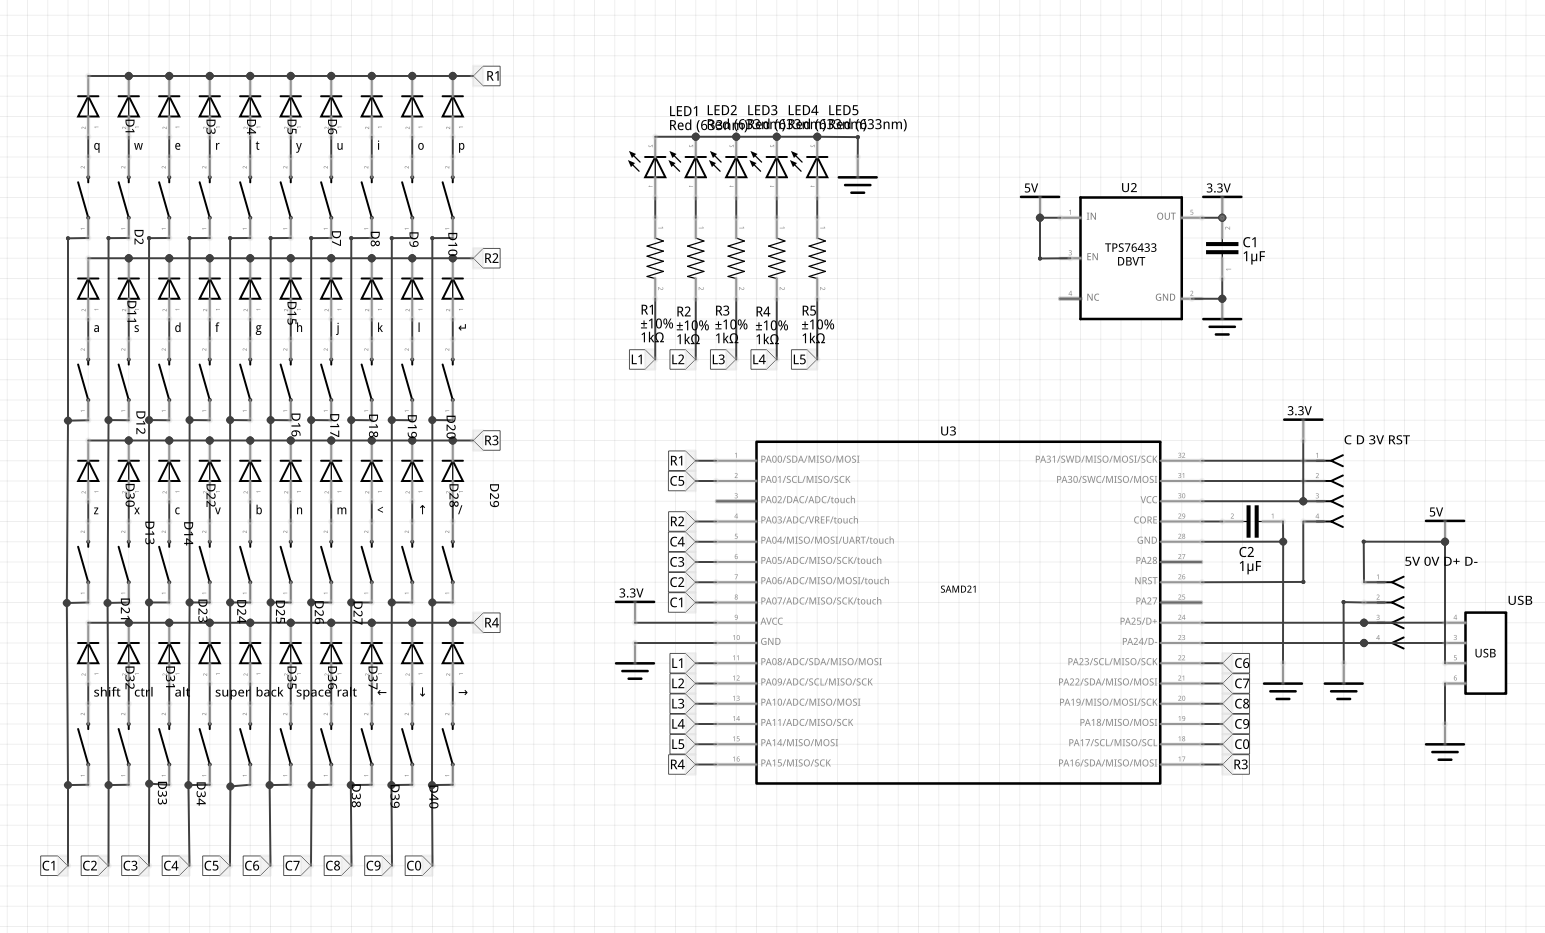 R1
D1 D3 D4 D5 D6
q w e r t y u i o p
D2 D7 D8 D9 D10
R2
D11 D15
a s d f g h j k l ↵
D12 D16 D17 D18 D19 D20
R3
D30 D22 D28 D29
z x c v b n m < ↑ /
D13 D14
D21 D23 D24 D25 D26 D27
R4
D32 D31 D35 D36 D37
shift ctrl alt super back space ralt ← ↓ →
D33 D34 D38 D39 D40
C1 C2 C3 C4 C5 C6 C7 C8 C9 C0
LED1 LED2 LED3 LED4 LED5
Red (633nm) Red (633nm) Red (633nm) Red (633nm) Red (633nm)
R1 R2 R3 R4 R5
±10% ±10% ±10% ±10% ±10%
1kΩ 1kΩ 1kΩ 1kΩ 1kΩ
L1 L2 L3 L4 L5
5V U2 3.3V
1 IN OUT 5
TPS76433
DBVT
3 EN
4 NC GND 2
C1
1μF
2
1
U3
SAMD21
R1 1 PA00/SDA/MISO/MOSI
C5 2 PA01/SCL/MISO/SCK
3 PA02/DAC/ADC/touch
R2 4 PA03/ADC/VREF/touch
C4 5 PA04/MISO/MOSI/UART/touch
C3 6 PA05/ADC/MISO/SCK/touch
C2 7 PA06/ADC/MISO/MOSI/touch
C1 8 PA07/ADC/MISO/SCK/touch
3.3V
9 AVCC
10 GND
L1 11 PA08/ADC/SDA/MISO/MOSI
L2 12 PA09/ADC/SCL/MISO/SCK
L3 13 PA10/ADC/MISO/MOSI
L4 14 PA11/ADC/MISO/SCK
L5 15 PA14/MISO/MOSI
R4 16 PA15/MISO/SCK
PA31/SWD/MISO/MOSI/SCK 32
PA30/SWC/MISO/MOSI 31
VCC 30
CORE 29
GND 28
PA28 27
NRST 26
PA27 25
PA25/D+ 24
PA24/D- 23
PA23/SCL/MISO/SCK 22 C6
PA22/SDA/MISO/MOSI 21 C7
PA19/MISO/MOSI/SCK 20 C8
PA18/MISO/MOSI 19 C9
PA17/SCL/MISO/SCL 18 C0
PA16/SDA/MISO/MOSI 17 R3
3.3V
C D 3V RST
1
2
3
4
2 1
C2
1μF
5V
5V 0V D+ D-
1
2
3
4
USB
USB
4
3
5
6